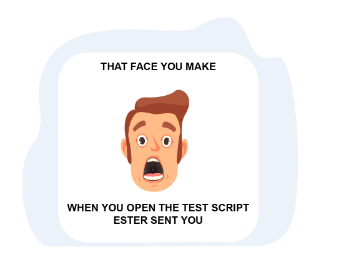 THAT FACE YOU MAKE
WHEN YOU OPEN THE TEST SCRIPT
ESTER SENT YOU